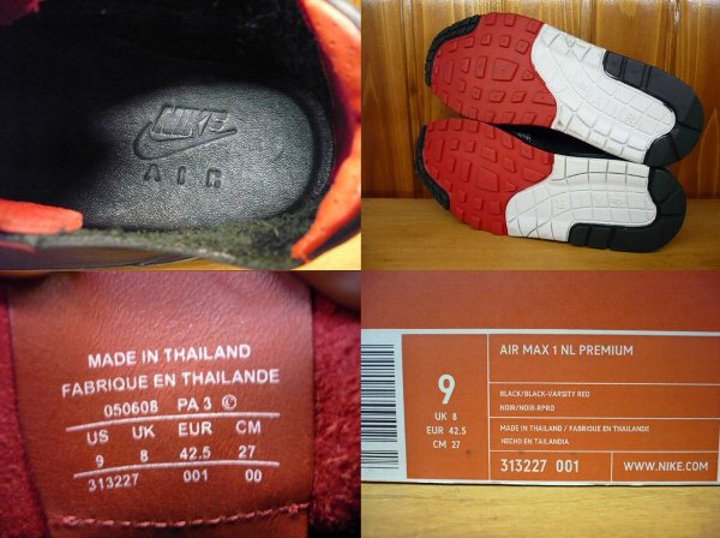 NIKE
AIR
MADE IN THAILAND
FABRIQUE EN THAILANDE
050608 PA 3 ©
US UK EUR CM
9 8 42.5 27
313227 001 00
9
UK 8
EUR 42.5
CM 27
AIR MAX 1 NL PREMIUM
BLACK/BLACK-VARSITY RED
NOIR/NOIR-RPRO
MADE IN THAILAND / FABRIQUE EN THAILANDE
HECHO EN TAILANDIA
313227 001
WWW.NIKE.COM